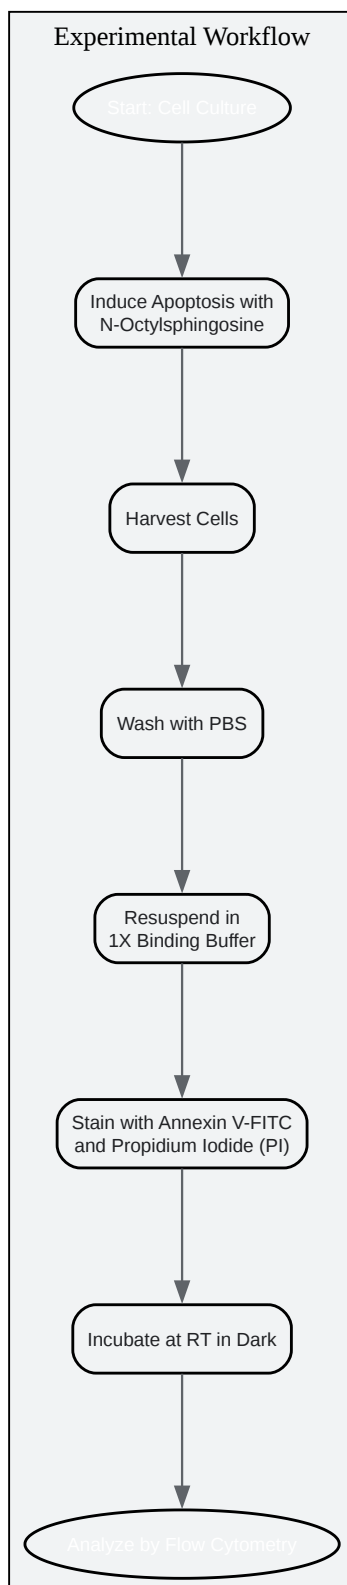 Experimental Workflow
Start: Cell Culture
Induce Apoptosis with
N-Octylsphingosine
Harvest Cells
Wash with PBS
Resuspend in
1X Binding Buffer
Stain with Annexin V-FITC
and Propidium Iodide (PI)
Incubate at RT in Dark
Analyze by Flow Cytometry